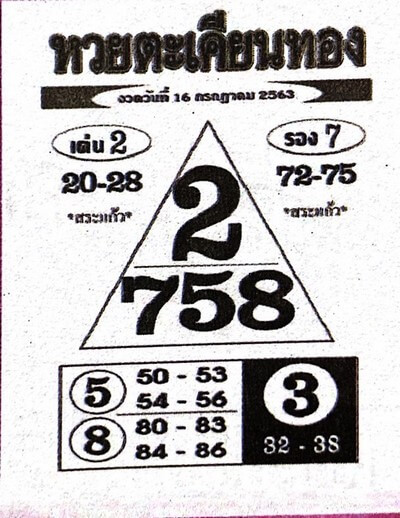 หวยตะเคียนทอง
งวดวันที่ 16 กรกฎาคม 2563
เด่น 2
รอง 7
20-28
72-75
*สระแก้ว*
*สระแก้ว*
2
758
5
50 - 53
54 - 56
3
8
80 - 83
84 - 86
32 - 38